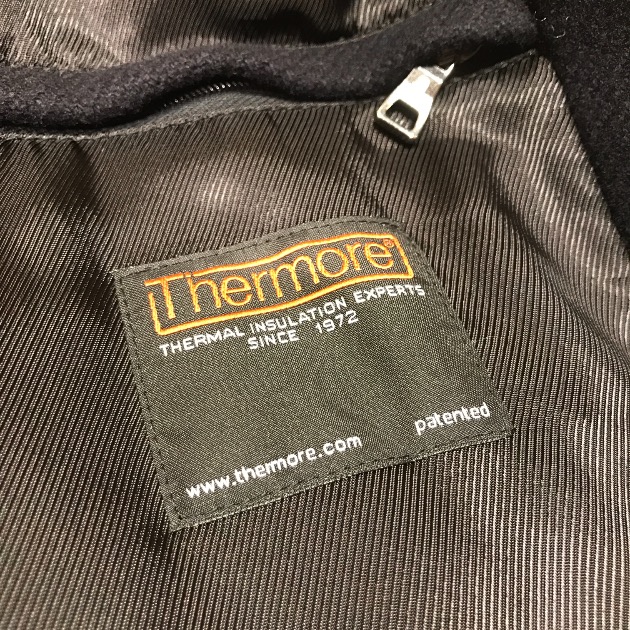 Thermore®
THERMAL INSULATION EXPERTS
SINCE 1972
patented
www.thermore.com